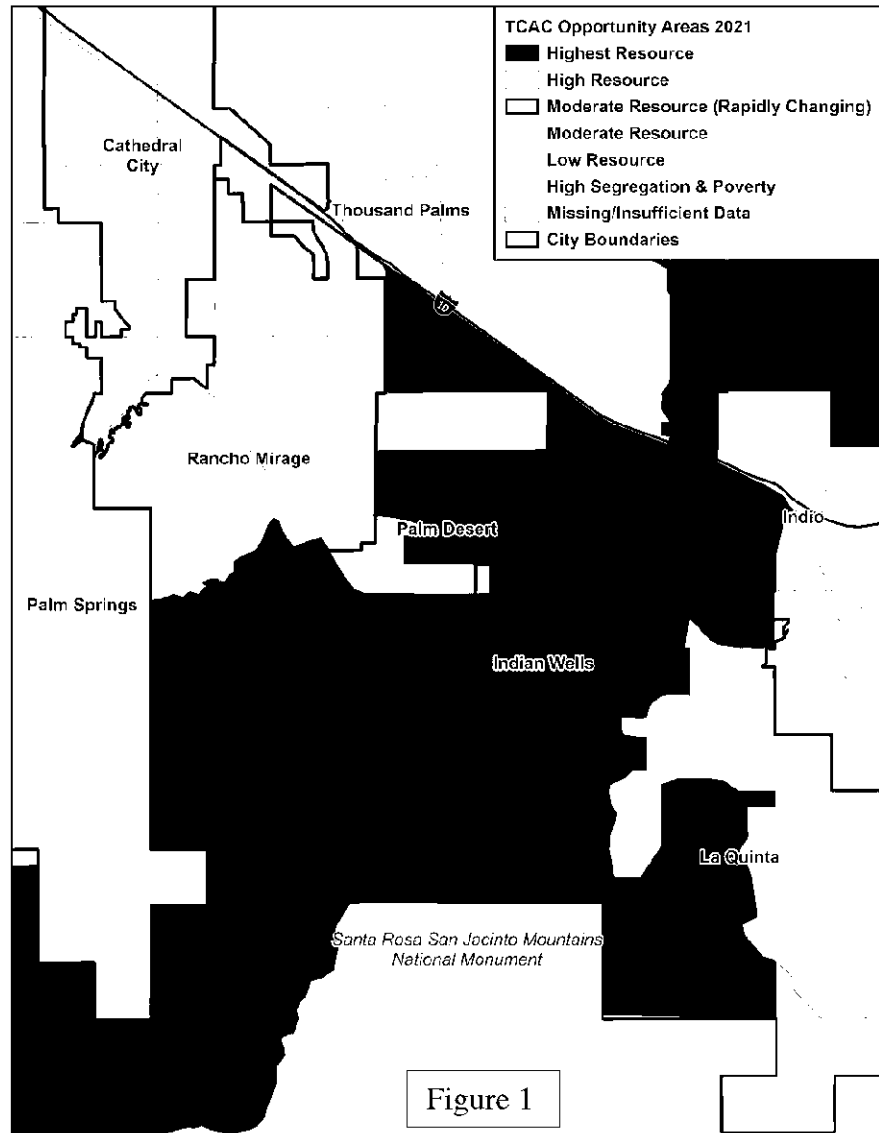 TCAC Opportunity Areas 2021
Highest Resource
High Resource
Moderate Resource (Rapidly Changing)
Moderate Resource
Low Resource
High Segregation & Poverty
Missing/Insufficient Data
City Boundaries
Cathedral
City
Thousand Palms
10
Rancho Mirage
Palm Desert
Indio
Palm Springs
Indian Wells
La Quinta
Santa Rosa San Jacinto Mountains
National Monument
Figure 1